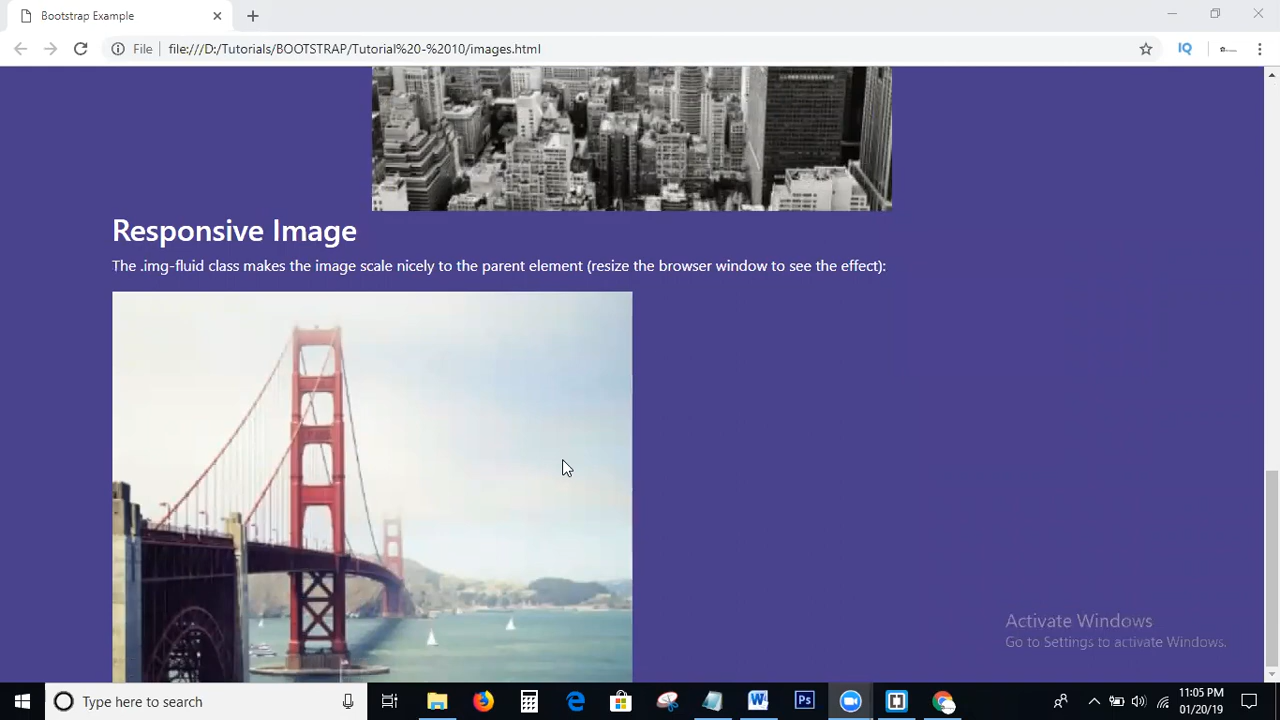 Bootstrap Example
File
file:///D:/Tutorials/BOOTSTRAP/Tutorial%20-%2010/images.html
IQ
Responsive Image
The .img-fluid class makes the image scale nicely to the parent element (resize the browser window to see the effect):
Activate Windows
Go to Settings to activate Windows.
Type here to search
W
Ps
11:05 PM
01/20/19